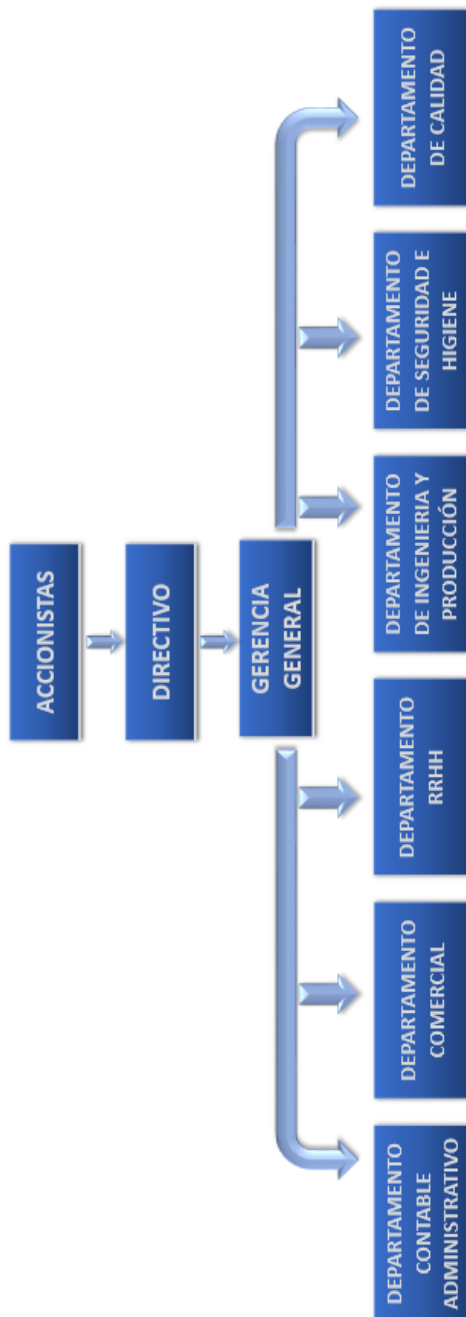 ACCIONISTAS
DIRECTIVO
GERENCIA
GENERAL
DEPARTAMENTO
CONTABLE
ADMINISTRATIVO
DEPARTAMENTO
COMERCIAL
DEPARTAMENTO
RRHH
DEPARTAMENTO
DE INGENIERIA Y
PRODUCCIÓN
DEPARTAMENTO
DE SEGURIDAD E
HIGIENE
DEPARTAMENTO
DE CALIDAD